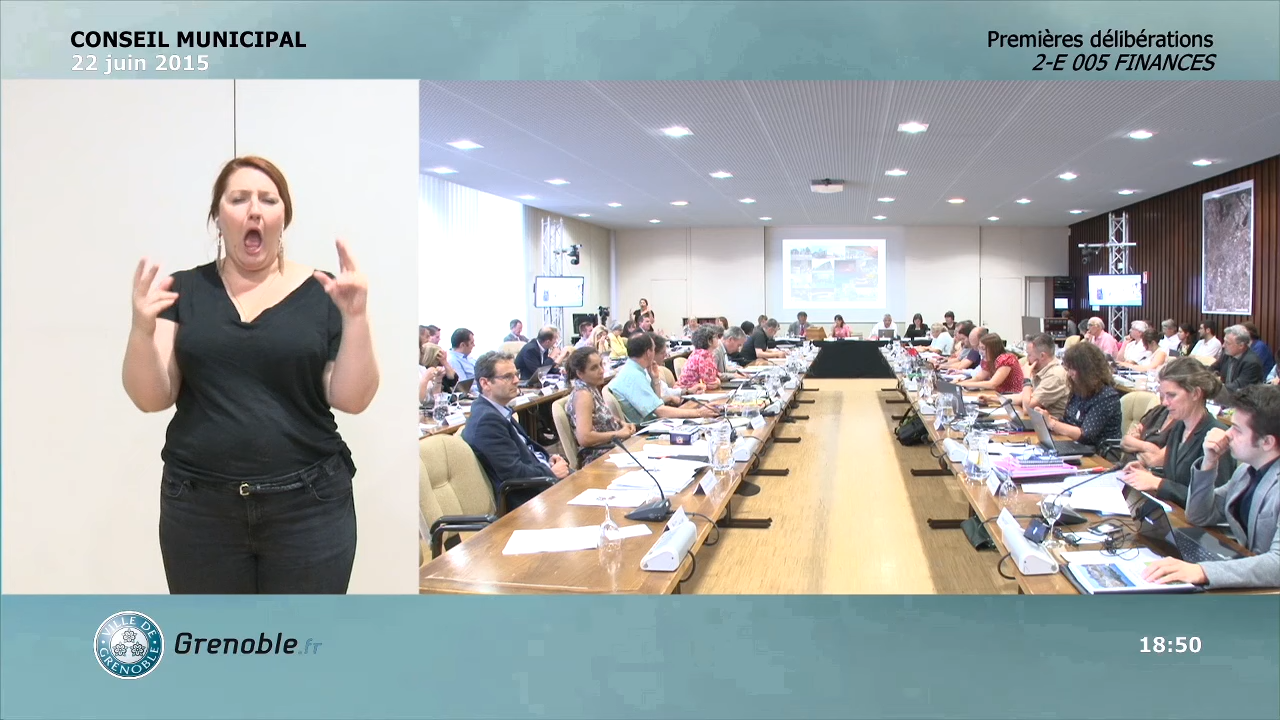 CONSEIL MUNICIPAL
22 juin 2015
Premières délibérations
2-E 005 FINANCES
VILLE DE GRENOBLE
Grenoble.fr
18:50